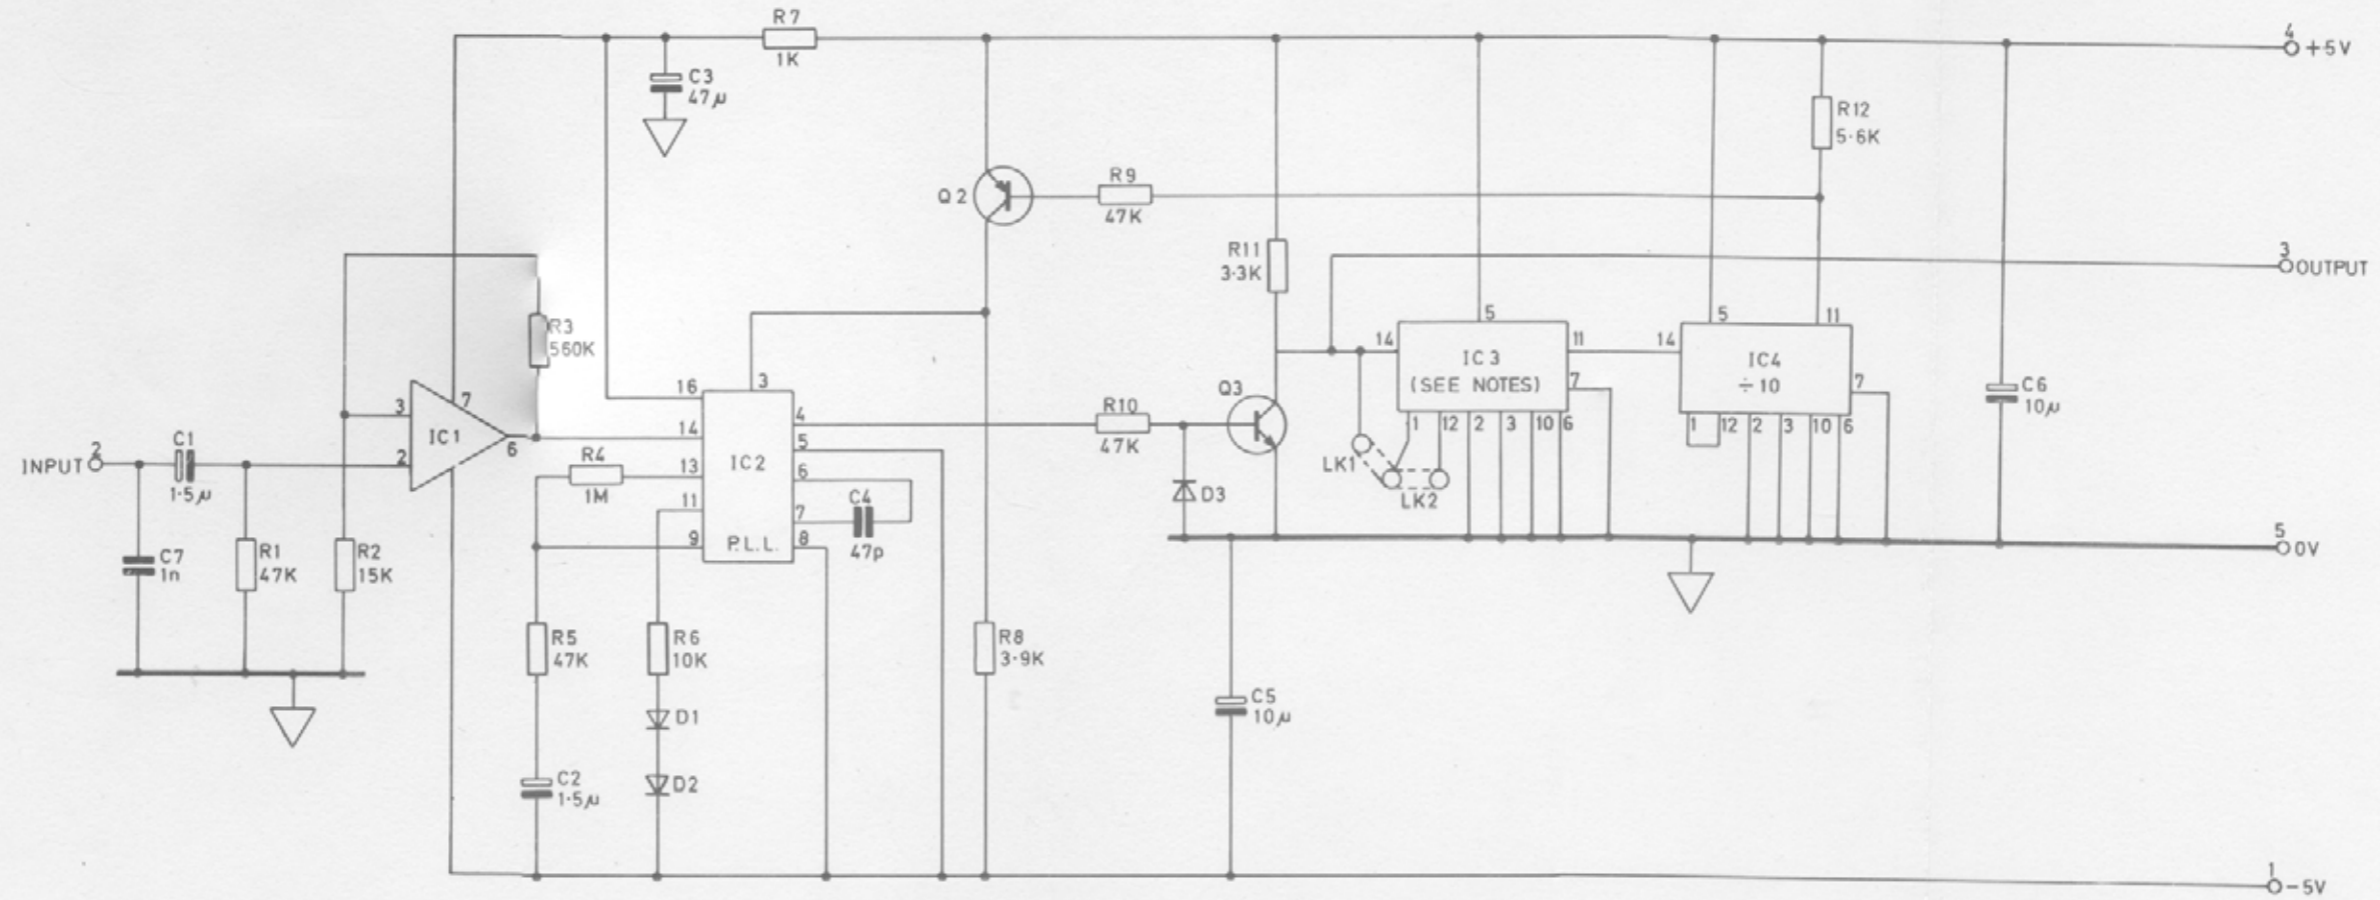 R7
1K
4
+5V
C3
47µ
R12
5·6K
Q2
R9
47K
R11
3·3K
3
OUTPUT
R3
560K
5
5
11
14
IC3
(SEE NOTES)
11
14
IC4
÷10
7
7
1
12
2
3
10
6
1
12
2
3
10
6
C6
10µ
16
3
Q3
3
7
IC1
6
2
14
4
R10
47K
5
INPUT
2
C1
1·5µ
R4
1M
13
IC2
6
LK1
LK2
D3
11
7
C4
47p
9
P.L.L.
8
5
0V
C7
1n
R1
47K
R2
15K
R5
47K
R6
10K
R8
3·9K
D1
C5
10µ
C2
1·5µ
D2
1
-5V